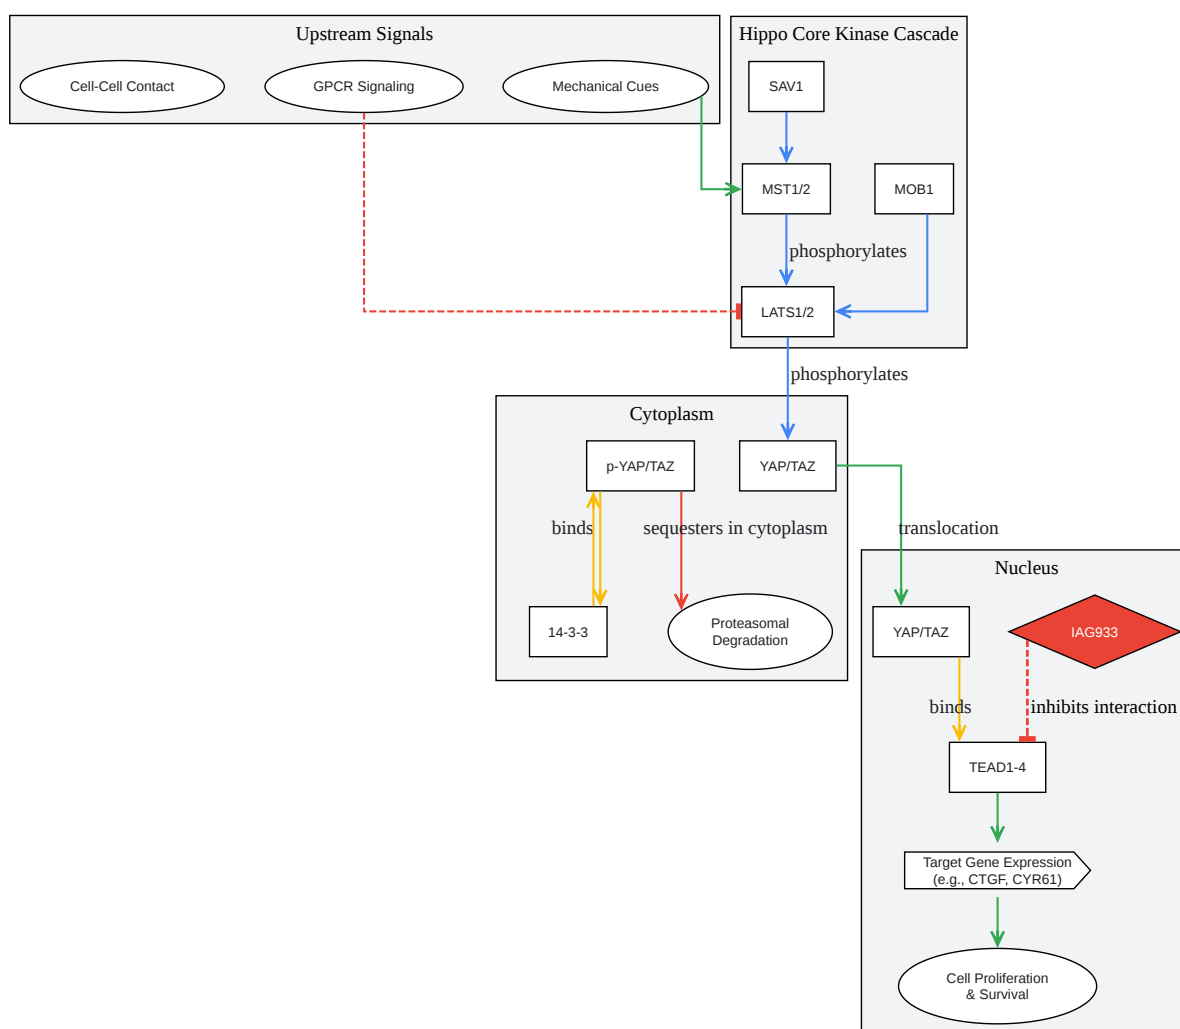 Upstream Signals
Cell-Cell Contact
GPCR Signaling
Mechanical Cues
Hippo Core Kinase Cascade
SAV1
MST1/2
MOB1
phosphorylates
LATS1/2
phosphorylates
Cytoplasm
p-YAP/TAZ
YAP/TAZ
binds
sequesters in cytoplasm
translocation
14-3-3
Proteasomal
Degradation
Nucleus
YAP/TAZ
IAG933
binds
inhibits interaction
TEAD1-4
Target Gene Expression
(e.g., CTGF, CYR61)
Cell Proliferation
& Survival